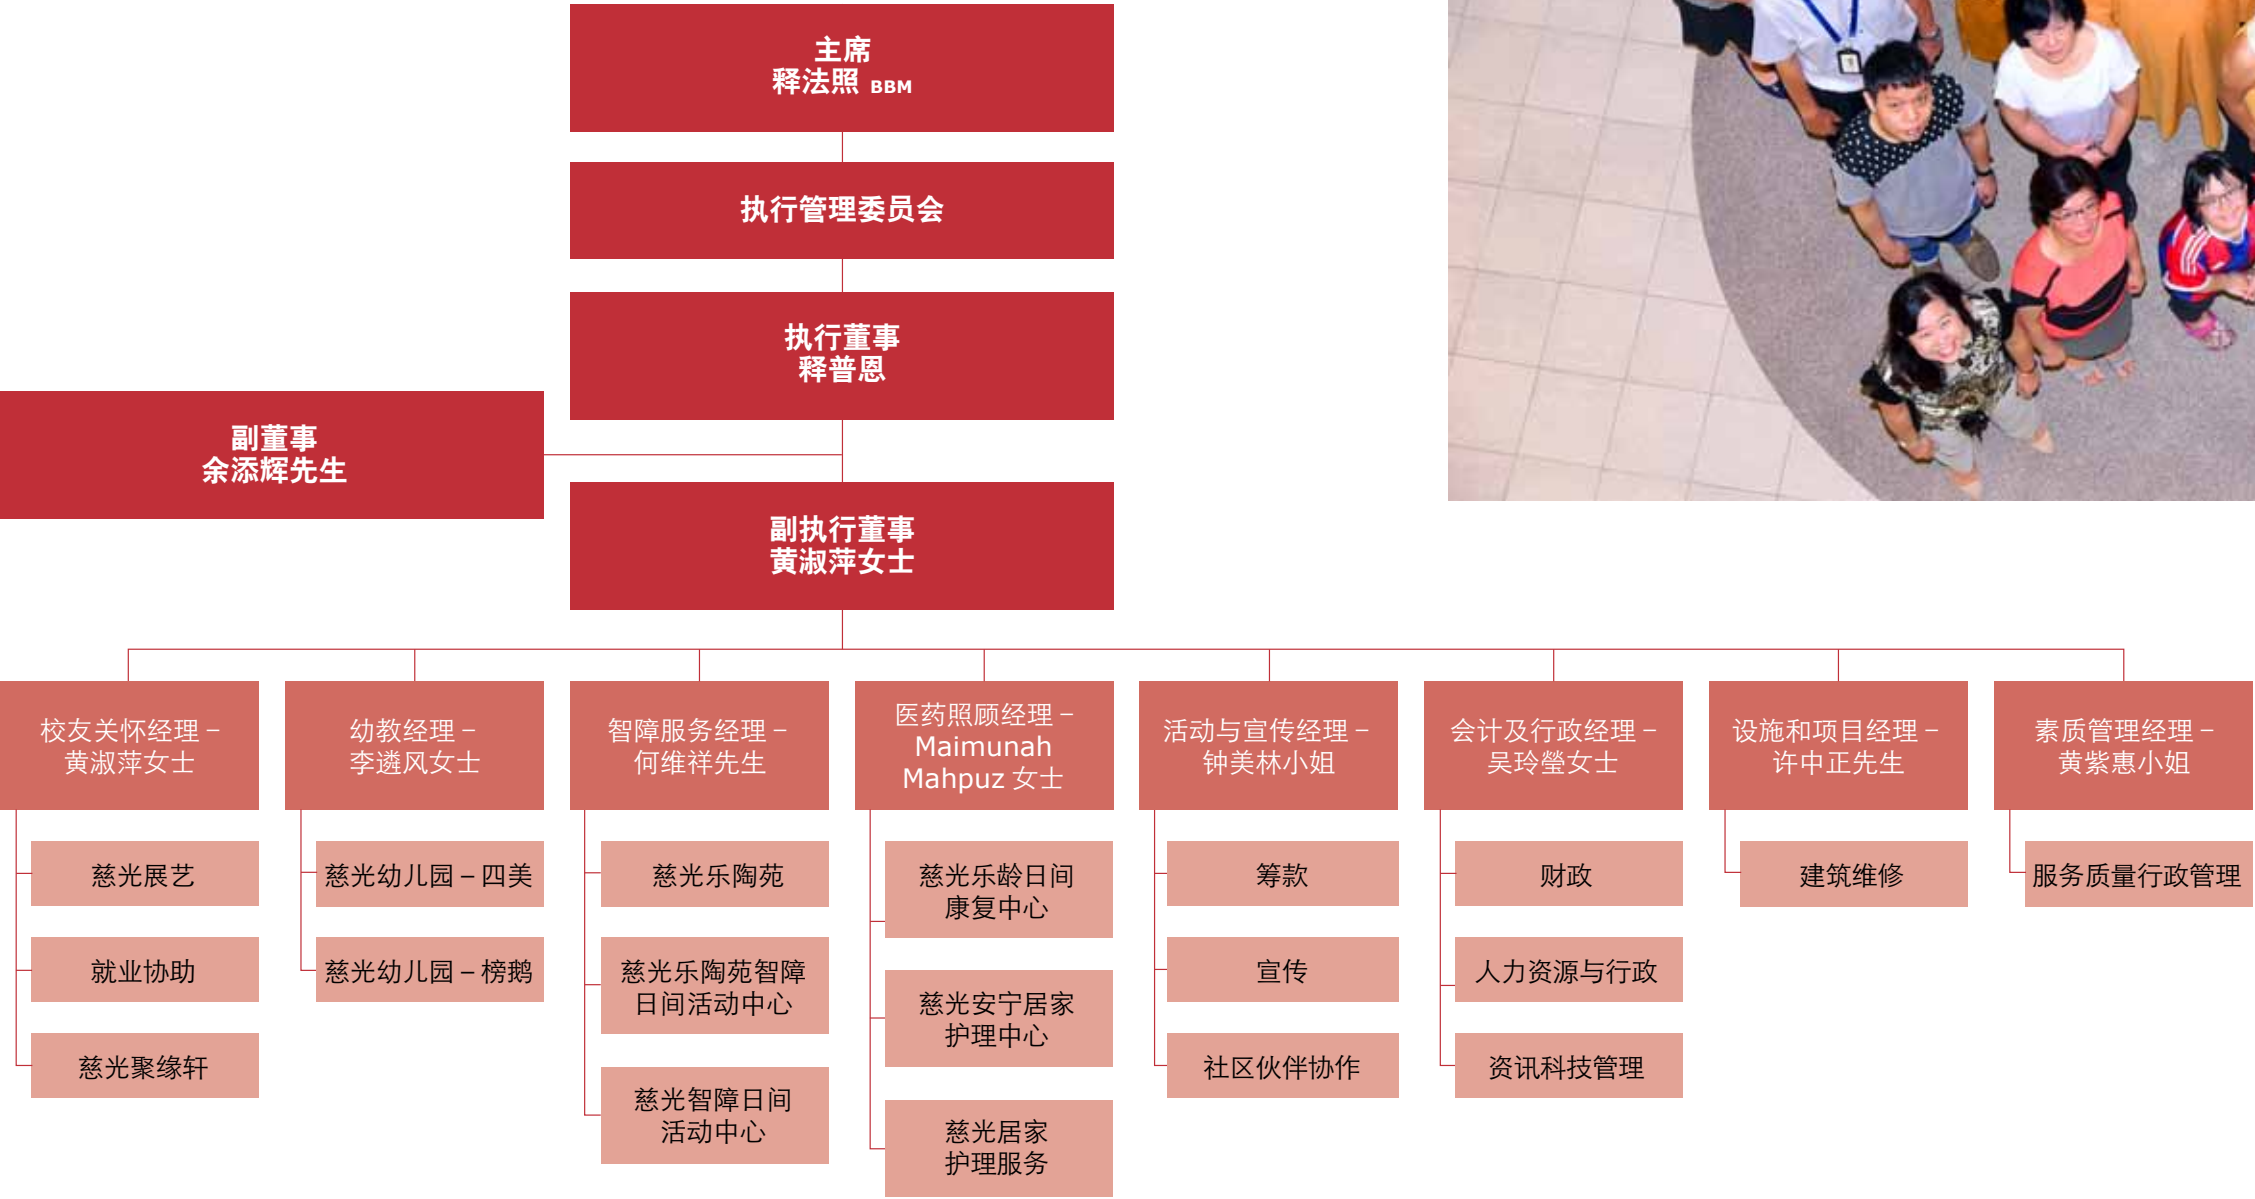 主席
释法照 BBM
执行管理委员会
执行董事
释普恩
副董事
余添辉先生
副执行董事
黄淑萍女士
校友关怀经理 –
黄淑萍女士
慈光展艺
就业协助
慈光聚缘轩
幼教经理 –
李遴风女士
慈光幼儿园 – 四美
慈光幼儿园 – 榜鹅
智障服务经理 –
何维祥先生
慈光乐陶苑
慈光乐陶苑智障
日间活动中心
慈光智障日间
活动中心
医药照顾经理 –
Maimunah
Mahpuz 女士
慈光乐龄日间
康复中心
慈光安宁居家
护理中心
慈光居家
护理服务
活动与宣传经理 –
钟美林小姐
筹款
宣传
社区伙伴协作
会计及行政经理 –
吴玲瑩女士
财政
人力资源与行政
资讯科技管理
设施和项目经理 –
许中正先生
建筑维修
素质管理经理 –
黄紫惠小姐
服务质量行政管理